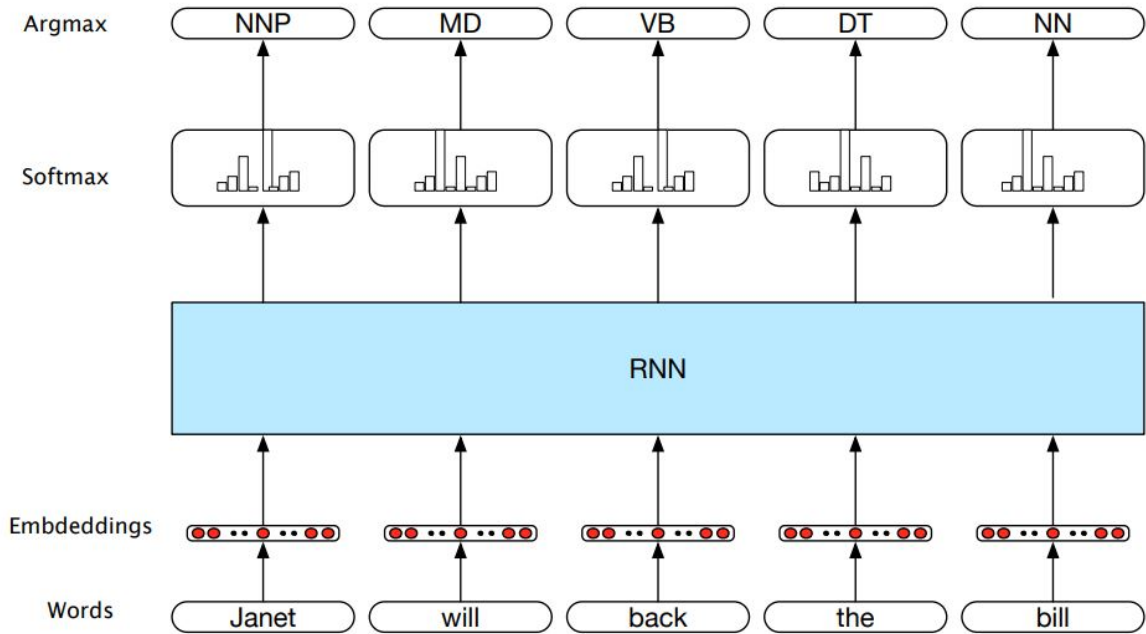 Argmax NNP MD VB DT NN
Softmax
RNN
Embdeddings
Words Janet will back the bill